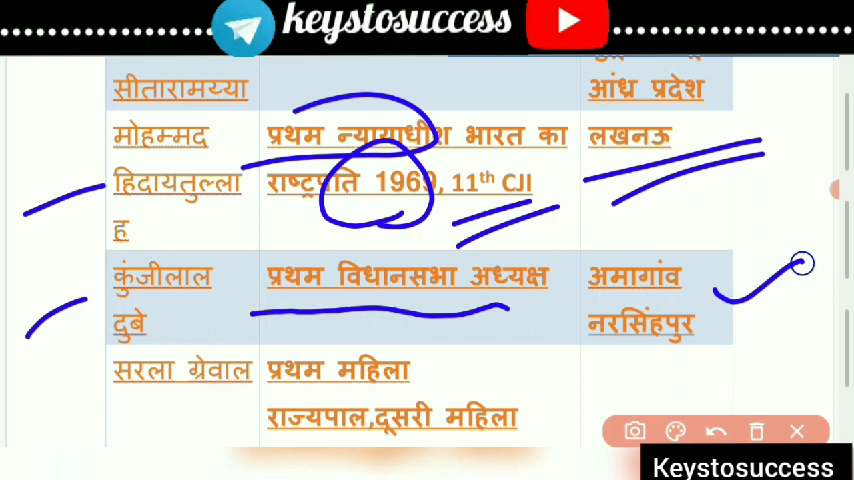 keystosuccess
सीतारामय्या
आंध्र प्रदेश
मोहम्मद प्रथम न्यायाधीश भारत का लखनऊ
हिदायतुल्ला राष्ट्रपति 1969, 11th CJI
ह
कुंजीलाल प्रथम विधानसभा अध्यक्ष अमागांव
दुबे नरसिंहपुर
सरला ग्रेवाल प्रथम महिला
राज्यपाल,दूसरी महिला
Keystosuccess